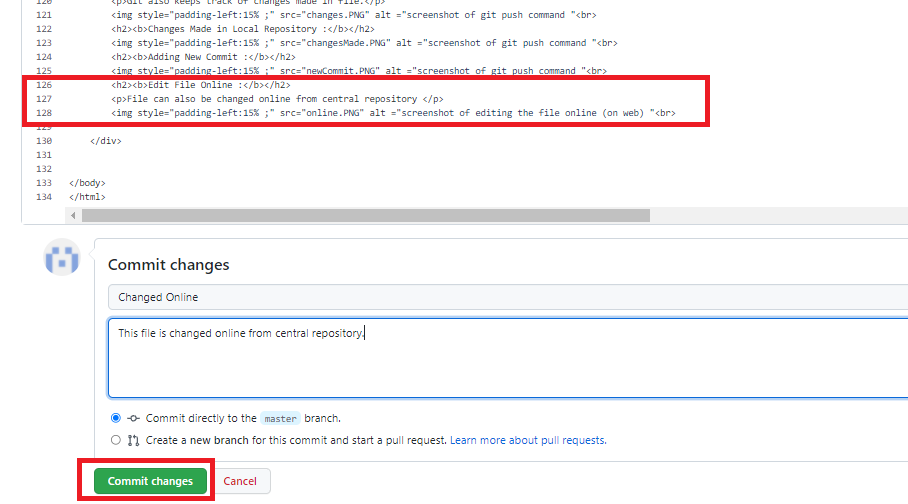 120 <p>Git also keeps track of changes made in file.</p>
121 <img style="padding-left:15% ;" src="changes.PNG" alt ="screenshot of git push command "<br>
122 <h2><b>Changes Made in Local Repository :</b></h2>
123 <img style="padding-left:15% ;" src="changesMade.PNG" alt ="screenshot of git push command "<br>
124 <h2><b>Adding New Commit :</b></h2>
125 <img style="padding-left:15% ;" src="newCommit.PNG" alt ="screenshot of git push command "<br>
126 <h2><b>Edit File Online :</b></h2>
127 <p>File can also be changed online from central repository </p>
128 <img style="padding-left:15% ;" src="online.PNG" alt ="screenshot of editing the file online (on web) "<br>
129
130 </div>
131
132
133 </body>
134 </html>
Commit changes
Changed Online
This file is changed online from central repository.
Commit directly to the master branch.
Create a new branch for this commit and start a pull request. Learn more about pull requests.
Commit changes Cancel